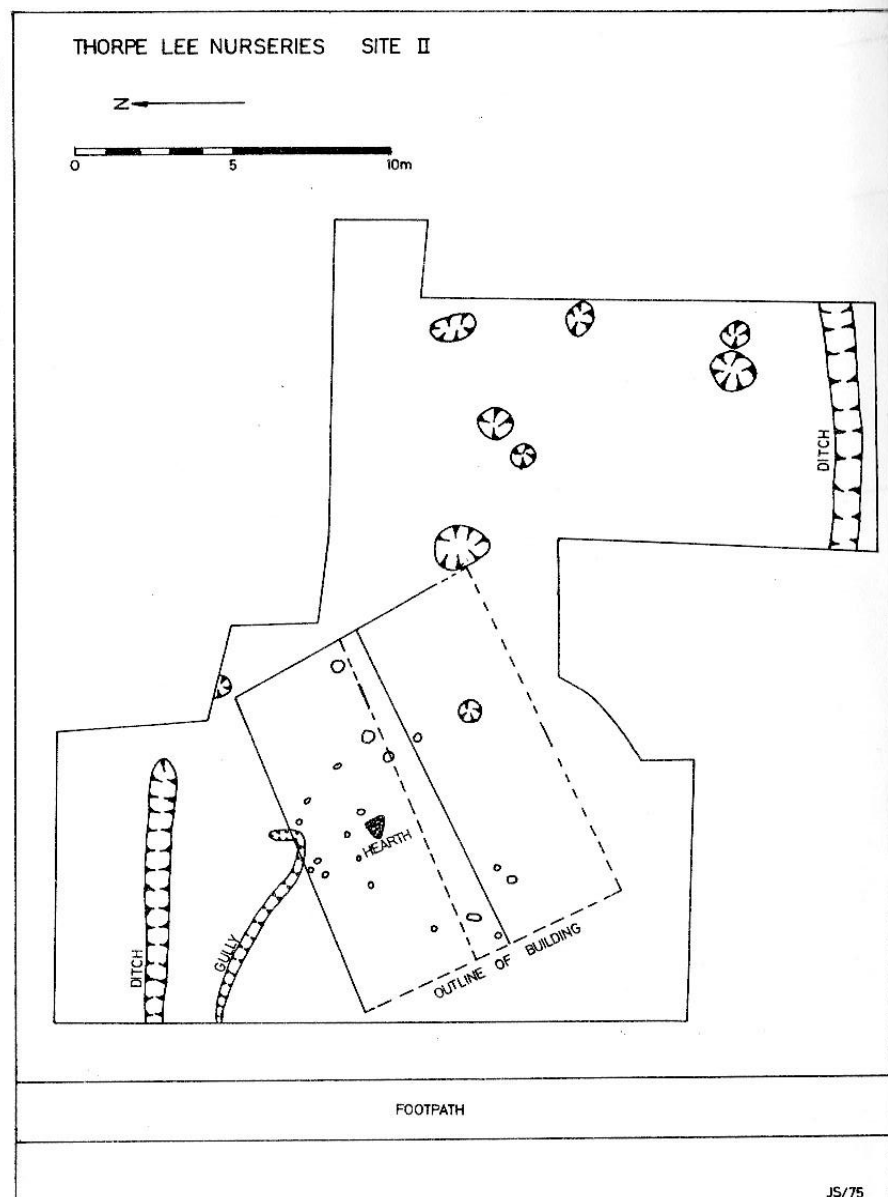 THORPE LEE NURSERIES SITE II
N
0 5 10m
DITCH
HEARTH
DITCH
GULLY
OUTLINE OF BUILDING
FOOTPATH
JS/75